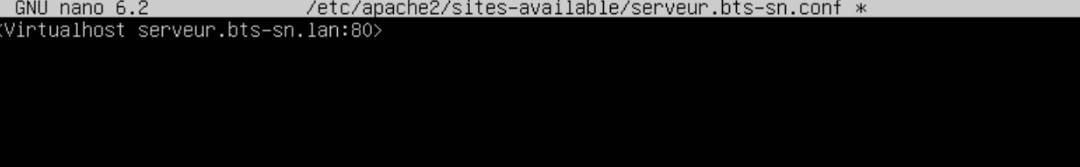 GNU nano 6.2 /etc/apache2/sites-available/serveur.bts-sn.conf *
<Virtualhost serveur.bts-sn.lan:80>